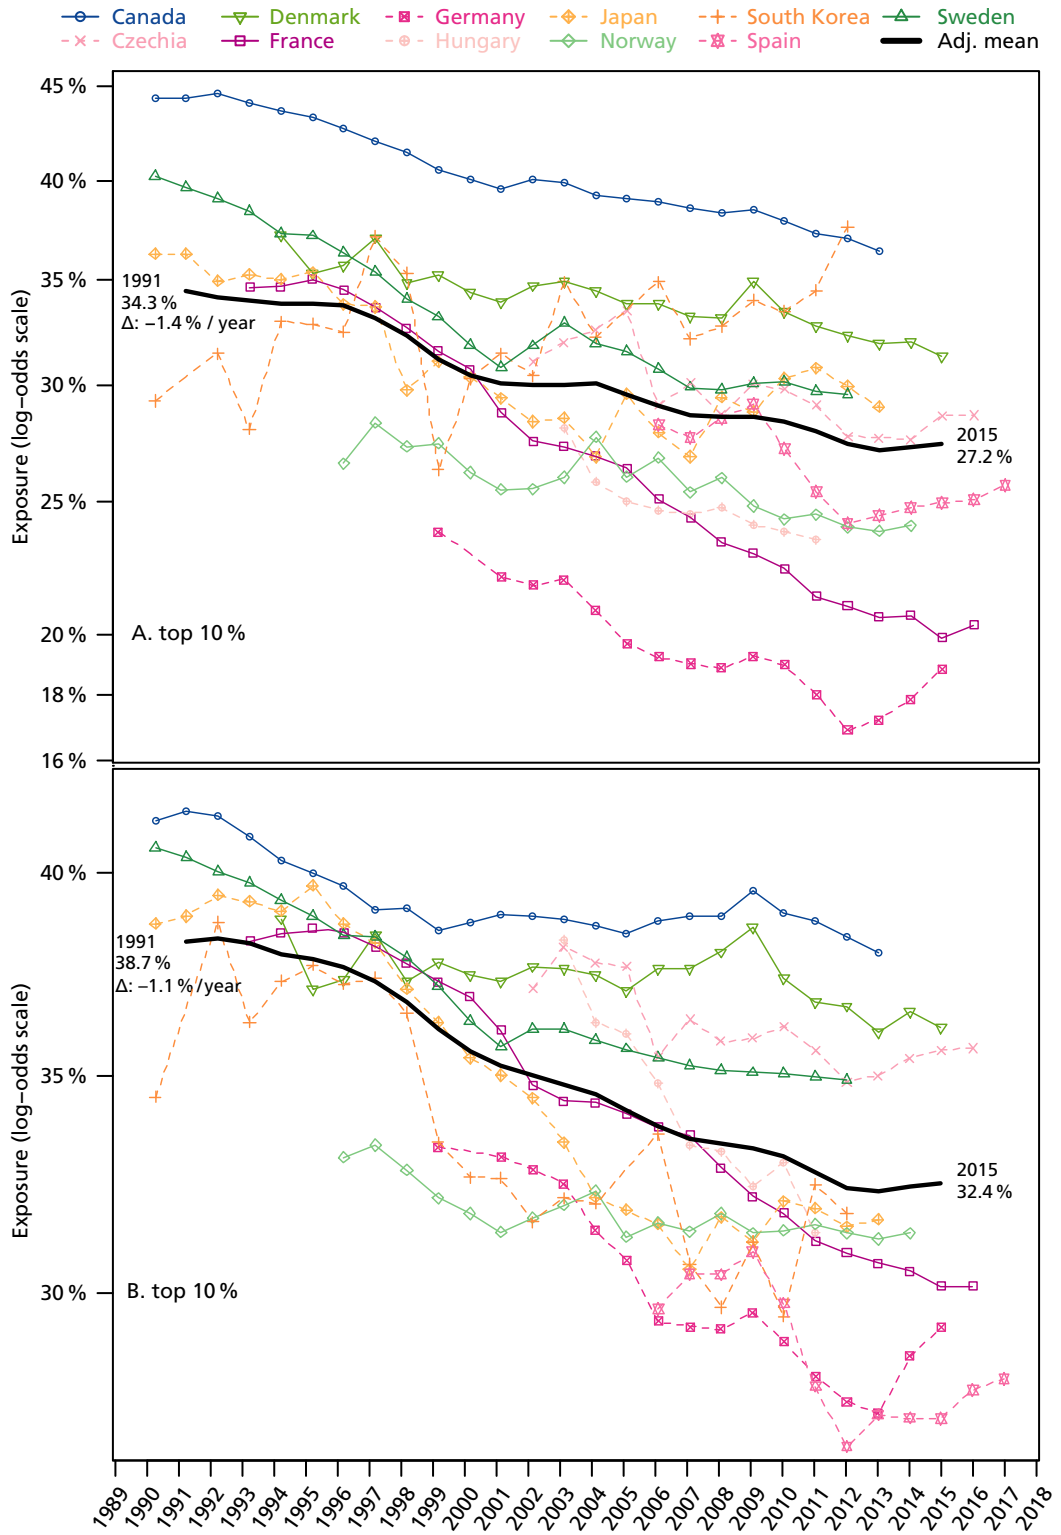 Canada Denmark Germany Japan South Korea Sweden
Czechia France Hungary Norway Spain Adj. mean
45 %
40 %
35 %
30 %
25 %
20 %
18 %
16 %
Exposure (log–odds scale)
1991
34.3 %
Δ: −1.4 % / year
2015
27.2 %
A. top 10 %
40 %
35 %
30 %
Exposure (log–odds scale)
1991
38.7 %
Δ: −1.1 % /year
2015
32.4 %
B. top 10 %
1989 1990 1991 1992 1993 1994 1995 1996 1997 1998 1999 2000 2001 2002 2003 2004 2005 2006 2007 2008 2009 2010 2011 2012 2013 2014 2015 2016 2017 2018